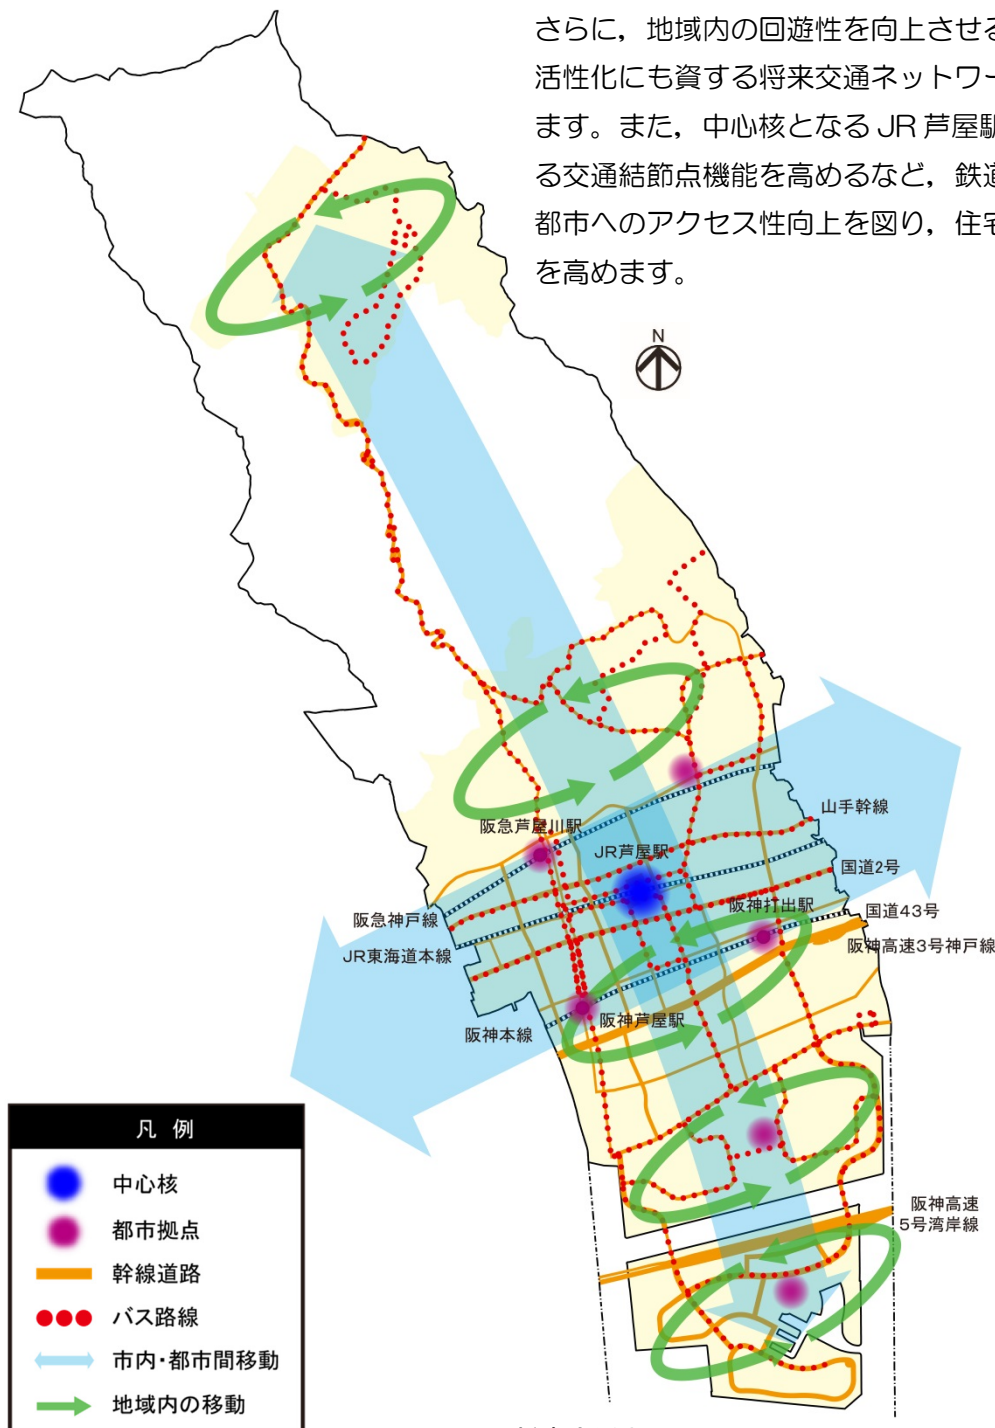 さらに，地域内の回遊性を向上させる
活性化にも資する将来交通ネットワー
ます。また，中心核となるJR芦屋駅
る交通結節点機能を高めるなど，鉄道
都市へのアクセス性向上を図り，住宅
を高めます。
N
山手幹線
阪急芦屋川駅
JR芦屋駅
国道2号
阪神打出駅
国道43号
阪急神戸線
阪神高速3号神戸線
JR東海道本線
阪神芦屋駅
阪神本線
凡 例
中心核
都市拠点
幹線道路
バス路線
市内・都市間移動
地域内の移動
阪神高速
5号湾岸線